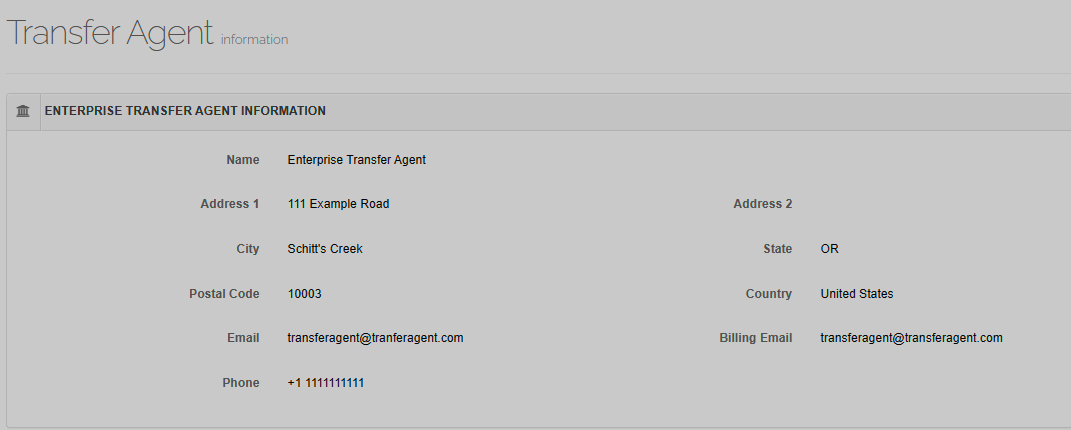 Transfer Agent information
ENTERPRISE TRANSFER AGENT INFORMATION
Name Enterprise Transfer Agent
Address 1 111 Example Road Address 2
City Schitt's Creek State OR
Postal Code 10003 Country United States
Email transferagent@tranferagent.com Billing Email transferagent@transferagent.com
Phone +1 1111111111